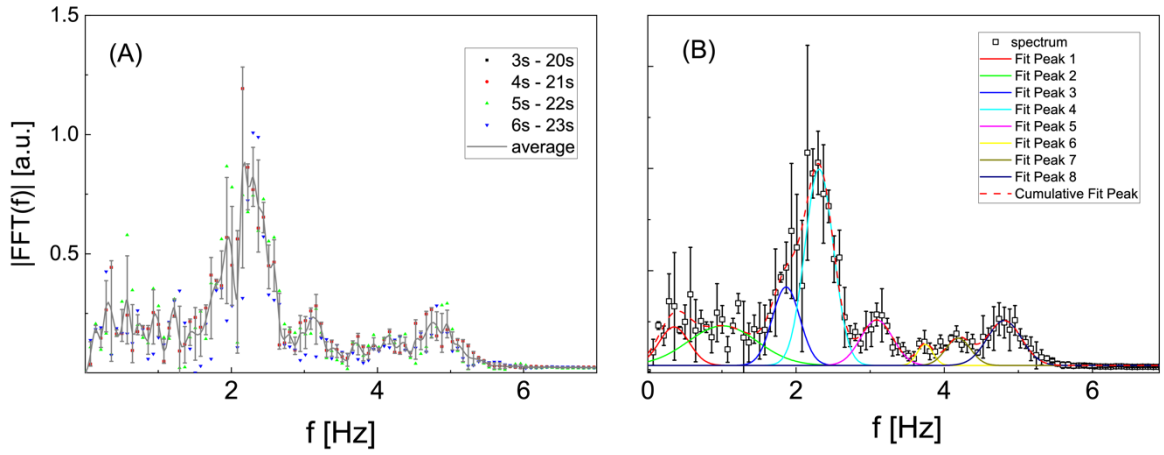 1.5
1.0
0.5
|FFT(f)| [a.u.]
(A)
3s - 20s
4s - 21s
5s - 22s
6s - 23s
average
2
4
6
f [Hz]
(B)
spectrum
Fit Peak 1
Fit Peak 2
Fit Peak 3
Fit Peak 4
Fit Peak 5
Fit Peak 6
Fit Peak 7
Fit Peak 8
Cumulative Fit Peak
0
2
4
6
f [Hz]